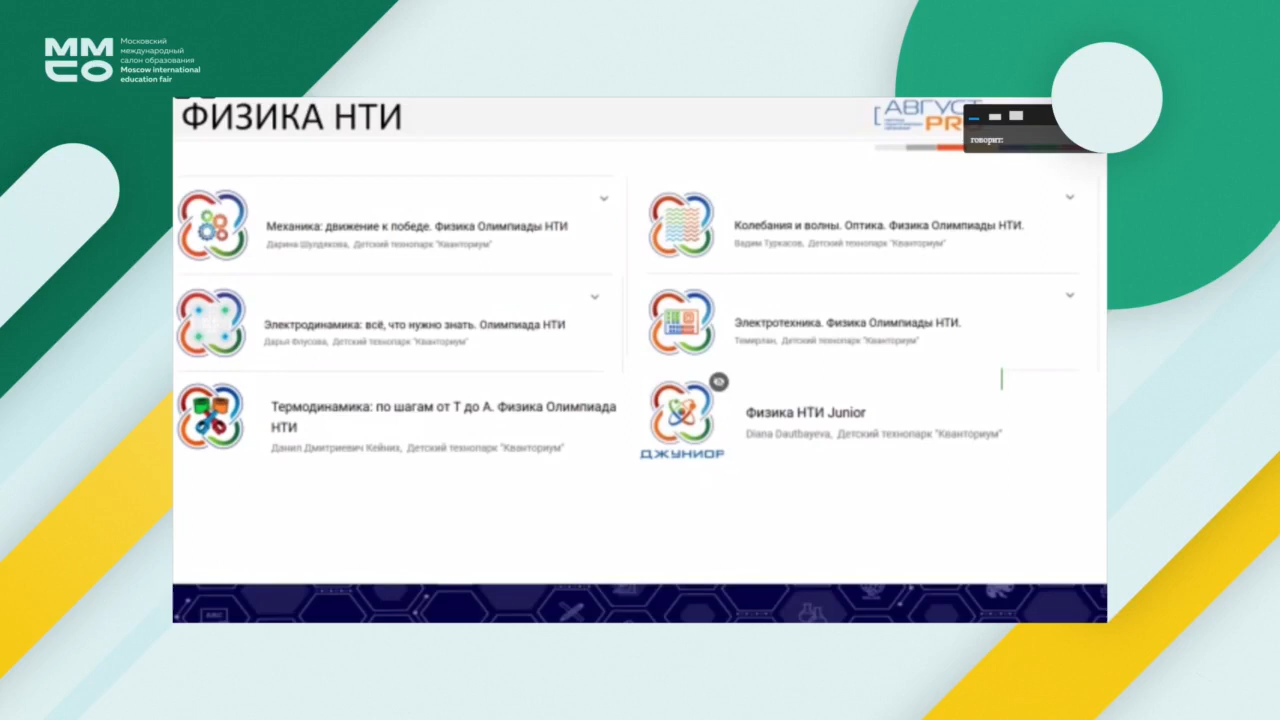 ММСО
Московский
международный
салон образования
Moscow international
education fair
ФИЗИКА НТИ
[АВГУСТ
PRO
говорит:
Механика: движение к победе. Физика Олимпиады НТИ
Дарина Шулдякова, Детский технопарк "Кванториум"
Колебания и волны. Оптика. Физика Олимпиады НТИ.
Вадим Туркасов, Детский технопарк "Кванториум"
Электродинамика: всё, что нужно знать. Олимпиада НТИ
Дарья Флусова, Детский технопарк "Кванториум"
Электротехника. Физика Олимпиады НТИ.
Темирлан, Детский технопарк "Кванториум"
Термодинамика: по шагам от Т до А. Физика Олимпиада
НТИ
Данил Дмитриевич Кейних, Детский технопарк "Кванториум"
ДЖУНИОР
Физика НТИ Junior
Diana Dautbayeva, Детский технопарк "Кванториум"